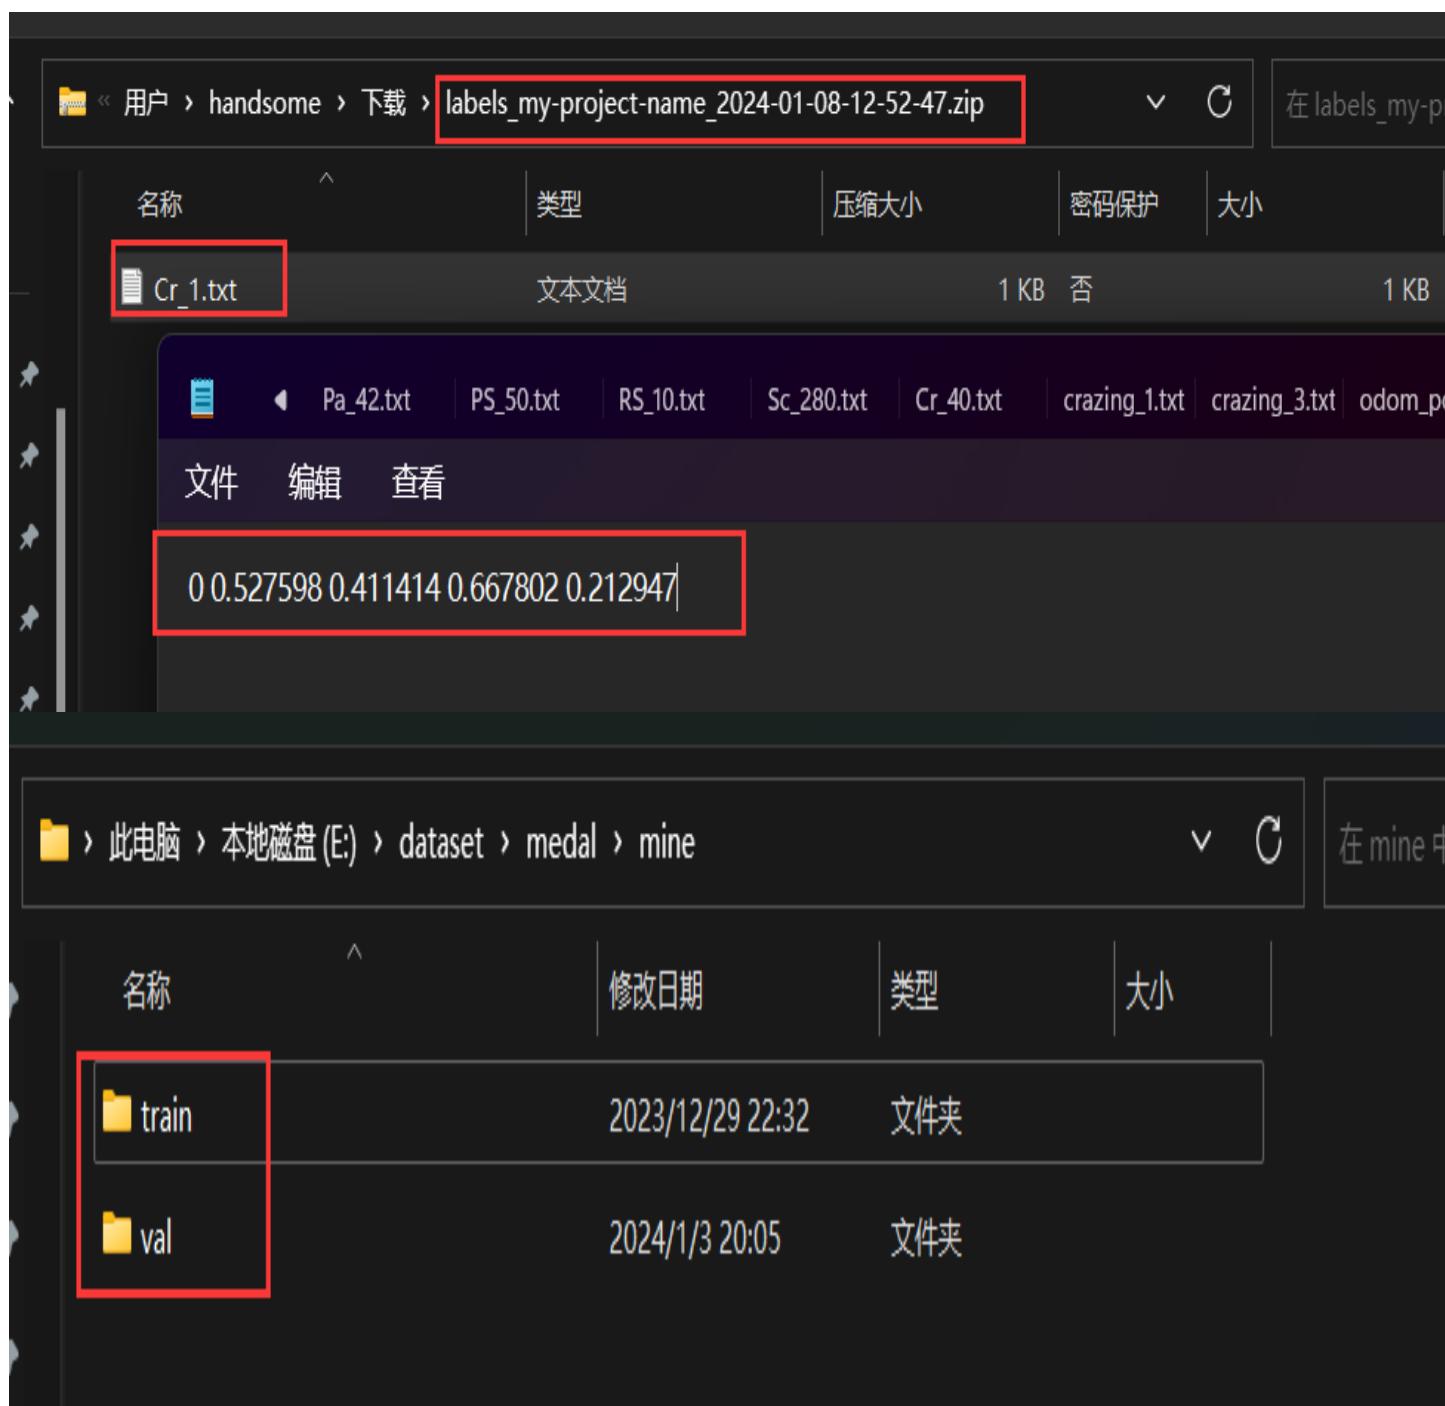 « 用户 › handsome › 下载 › labels_my-project-name_2024-01-08-12-52-47.zip 在 labels_my-p
名称 类型 压缩大小 密码保护 大小
Cr_1.txt 文本文档 1 KB 否 1 KB
Pa_42.txt PS_50.txt RS_10.txt Sc_280.txt Cr_40.txt crazing_1.txt crazing_3.txt odom_po
文件 编辑 查看
0 0.527598 0.411414 0.667802 0.212947
› 此电脑 › 本地磁盘 (E:) › dataset › medal › mine 在 mine 中
名称 修改日期 类型 大小
train 2023/12/29 22:32 文件夹
val 2024/1/3 20:05 文件夹